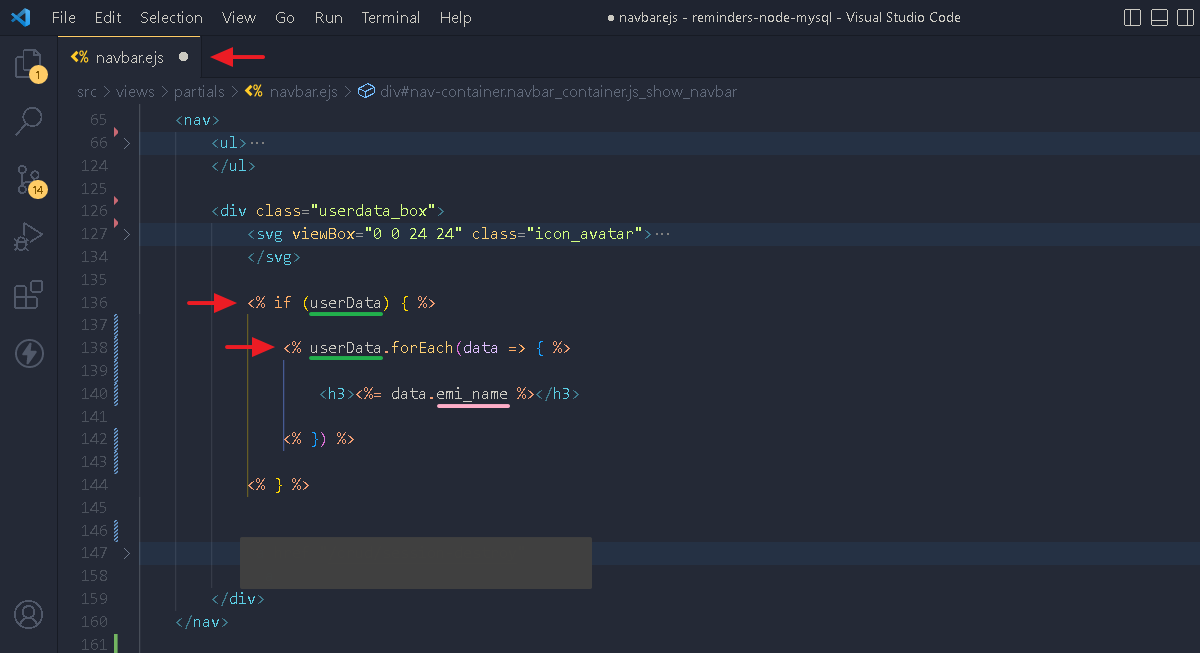 File Edit Selection View Go Run Terminal Help ● navbar.ejs - reminders-node-mysql - Visual Studio Code
<% navbar.ejs ●
1
src > views > partials > <% navbar.ejs > div#nav-container.navbar_container.js_show_navbar
14
65 <nav>
66 > <ul>···
124 </ul>
125
126 <div class="userdata_box">
127 > <svg viewBox="0 0 24 24" class="icon_avatar">···
134 </svg>
135
136 <% if (userData) { %>
137
138 <% userData.forEach(data => { %>
139
140 <h3><%= data.emi_name %></h3>
141
142 <% }) %>
143
144 <% } %>
145
146
147 >
158
159 </div>
160 </nav>
161